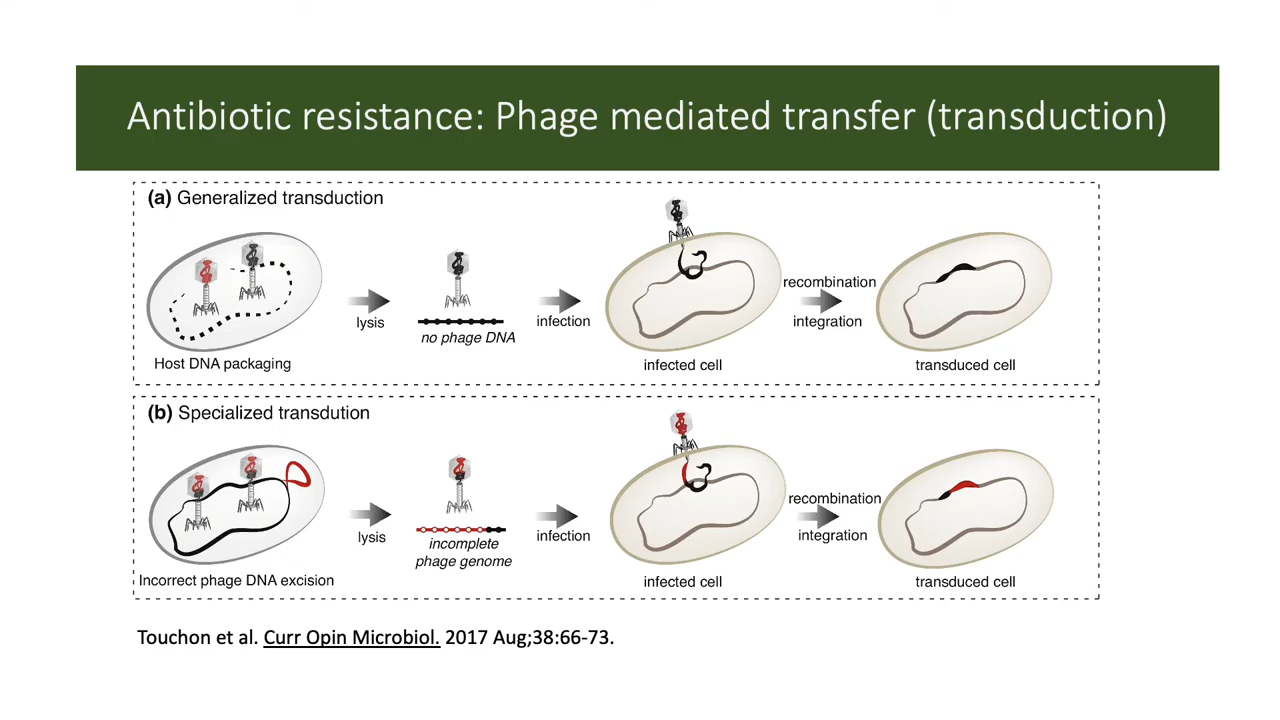 Antibiotic resistance: Phage mediated transfer (transduction)
(a) Generalized transduction
Host DNA packaging
lysis
no phage DNA
infection
infected cell
recombination
integration
transduced cell
(b) Specialized transdution
Incorrect phage DNA excision
lysis
incomplete
phage genome
infection
infected cell
recombination
integration
transduced cell
Touchon et al. Curr Opin Microbiol. 2017 Aug;38:66-73.